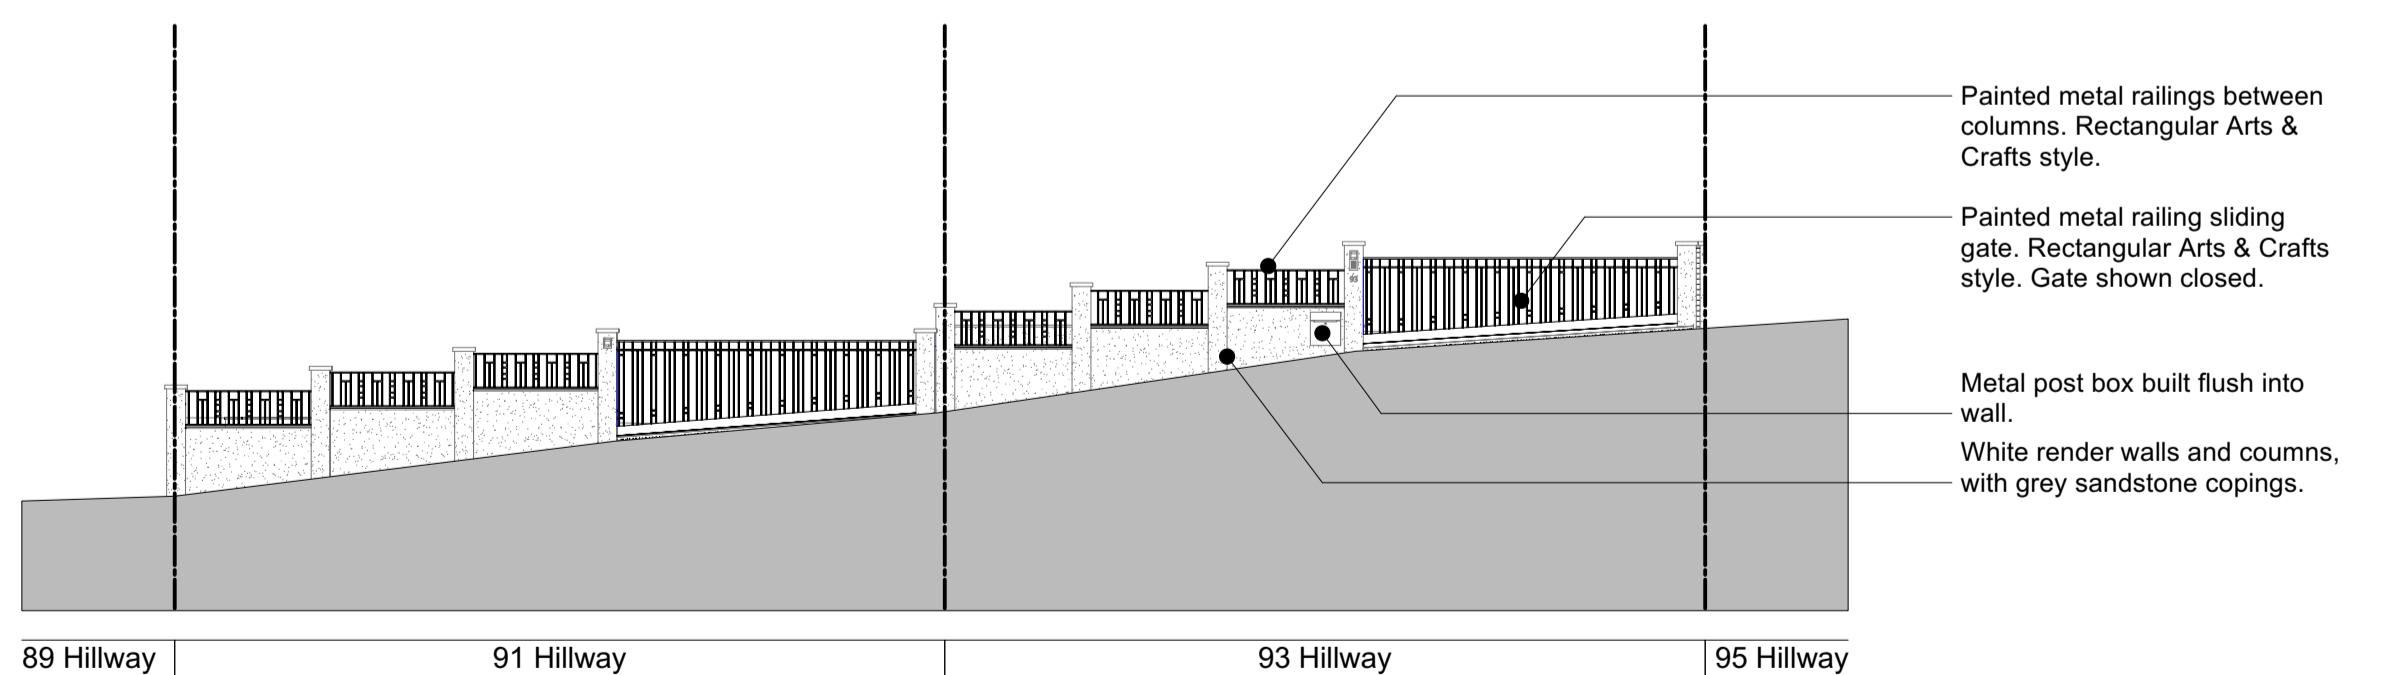 Painted metal railings between
columns. Rectangular Arts &
Crafts style.
Painted metal railing sliding
gate. Rectangular Arts & Crafts
style. Gate shown closed.
Metal post box built flush into
wall.
White render walls and coumns,
with grey sandstone copings.
93
89 Hillway
91 Hillway
93 Hillway
95 Hillway